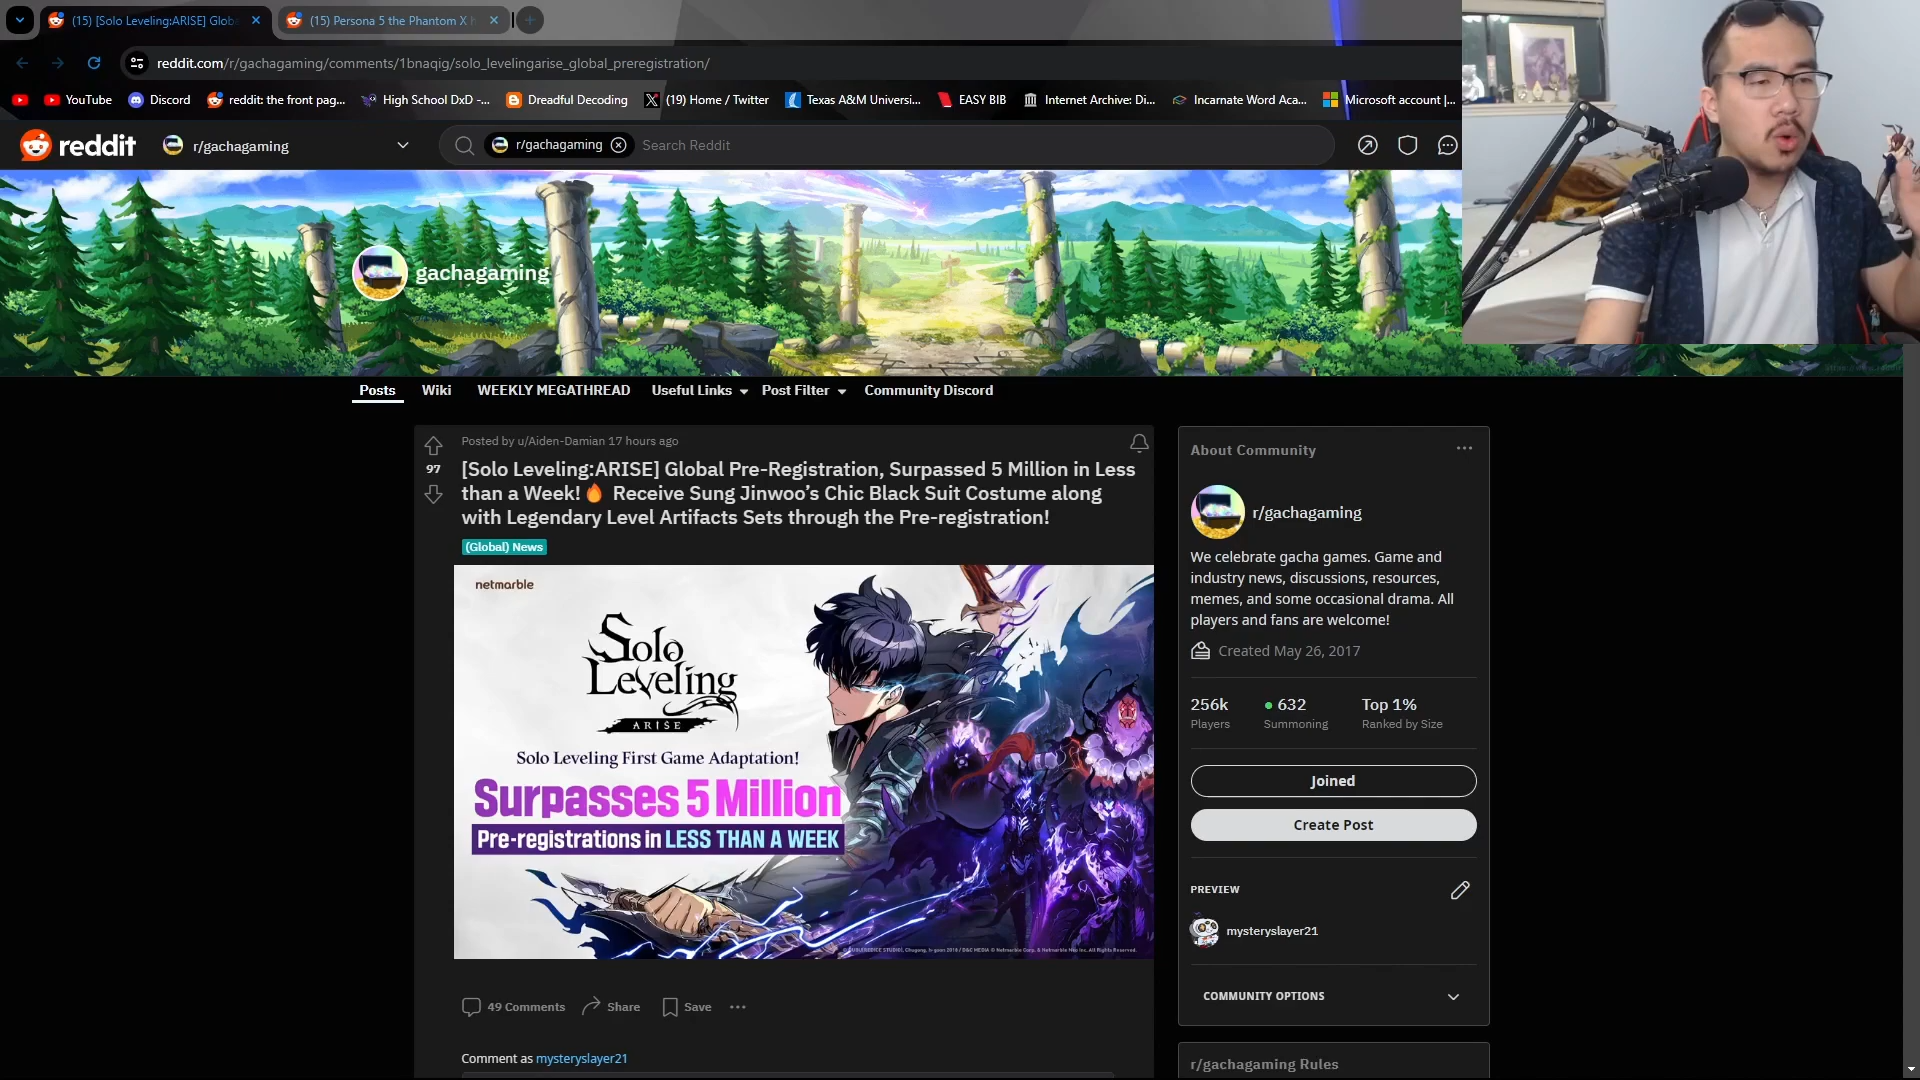 (15) [Solo Leveling:ARISE] Glob
(15) Persona 5 the Phantom X
reddit.com/r/gachagaming/comments/1bnaqig/solo_levelingarise_global_preregistration/
YouTube
Discord
reddit: the front pag...
High School DxD -...
Dreadful Decoding
(19) Home / Twitter
Texas A&M Universi...
EASY BIB
Internet Archive: Di...
Incarnate Word Aca...
Microsoft account |...
reddit
r/gachagaming
r/gachagaming
Search Reddit
gachagaming
Posts
Wiki
WEEKLY MEGATHREAD
Useful Links
Post Filter
Community Discord
Posted by u/Aiden-Damian 17 hours ago
97
[Solo Leveling:ARISE] Global Pre-Registration, Surpassed 5 Million in Less
than a Week!🔥 Receive Sung Jinwoo’s Chic Black Suit Costume along
with Legendary Level Artifacts Sets through the Pre-registration!
(Global) News
netmarble
Solo
Leveling
ARISE
Solo Leveling First Game Adaptation!
Surpasses 5 Million
Pre-registrations in LESS THAN A WEEK
49 Comments
Share
Save
Comment as mysteryslayer21
About Community
r/gachagaming
We celebrate gacha games. Game and
industry news, discussions, resources,
memes, and some occasional drama. All
players and fans are welcome!
Created May 26, 2017
256k
632
Top 1%
Players
Summoning
Ranked by Size
Joined
Create Post
PREVIEW
mysteryslayer21
COMMUNITY OPTIONS
r/gachagaming Rules